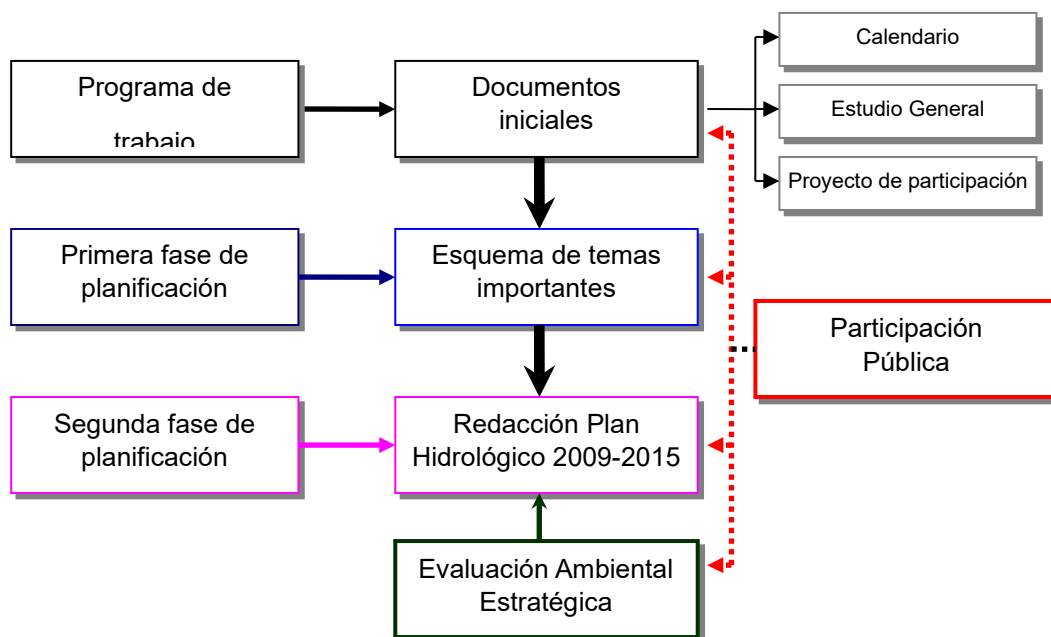 Calendario
Programa de
trabajo
Documentos
iniciales
Estudio General
Proyecto de participación
Primera fase de
planificación
Esquema de temas
importantes
Participación
Pública
Segunda fase de
planificación
Redacción Plan
Hidrológico 2009-2015
Evaluación Ambiental
Estratégica